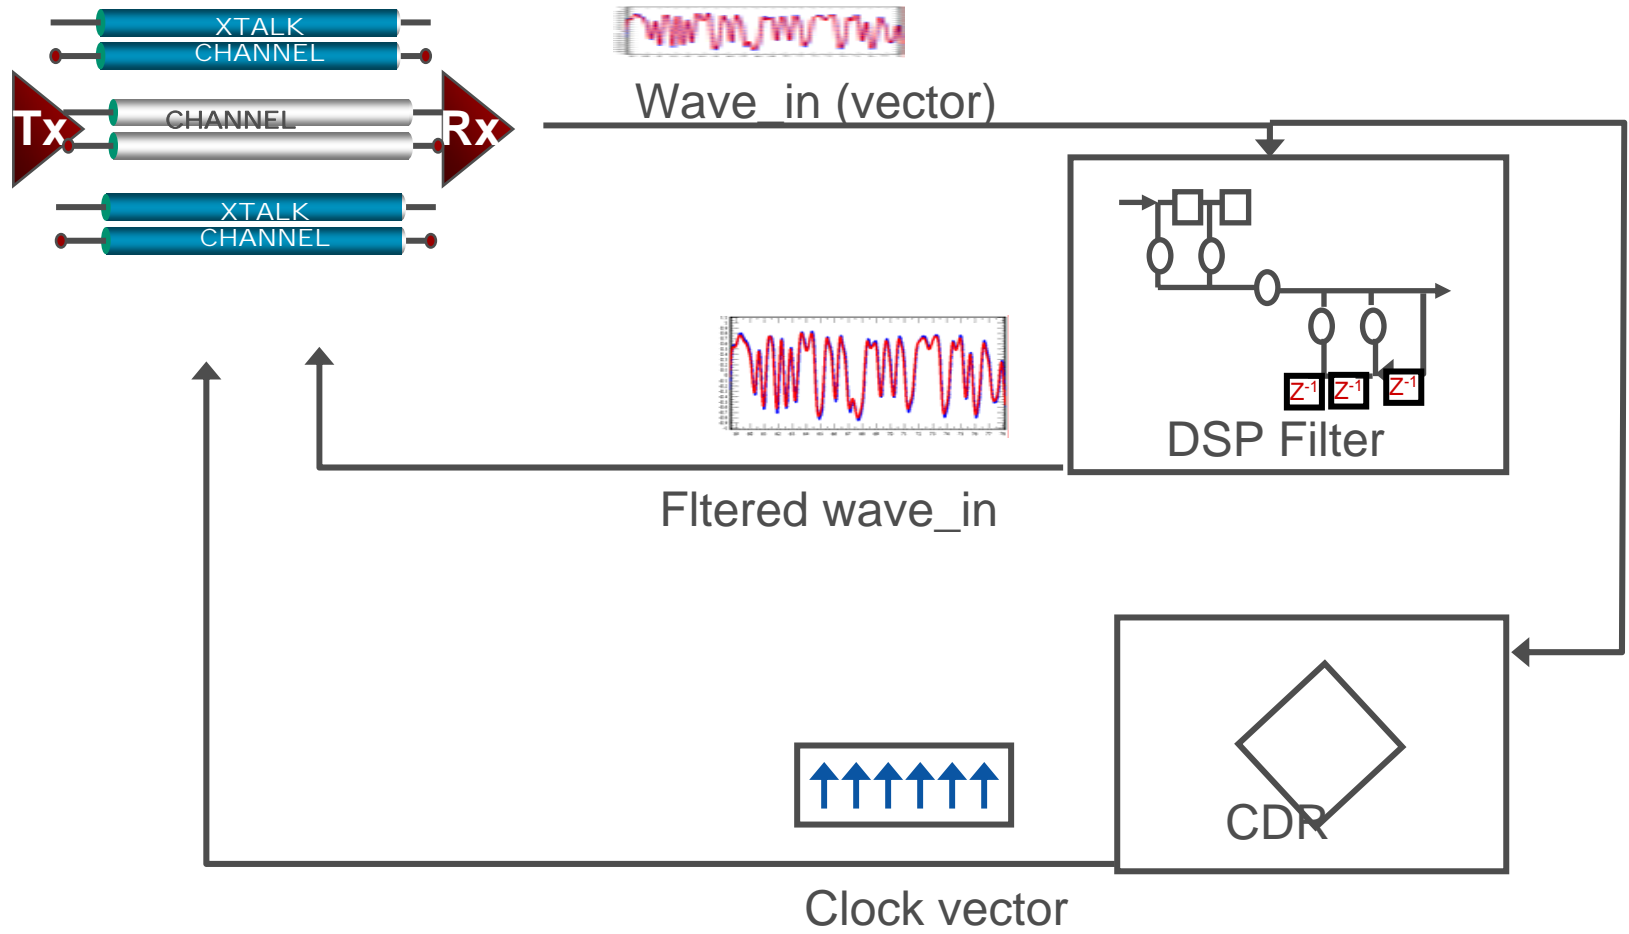 XTALK
CHANNEL
Tx
CHANNEL
Rx
XTALK
CHANNEL
Wave_in (vector)
Z-1
Z-1
Z-1
DSP Filter
Fltered wave_in
CDR
Clock vector